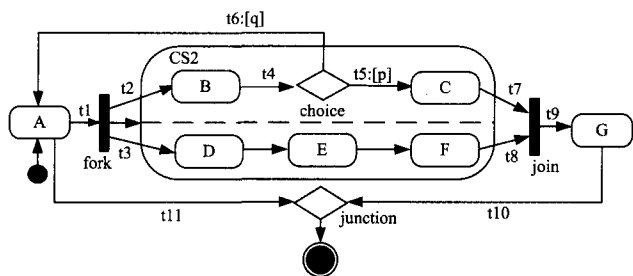 t6:[q]
CS2
t2
B
t4
t5:[p]
C
t7
choice
A
t1
t9
G
fork
t3
D
E
F
t8
join
t11
junction
t10